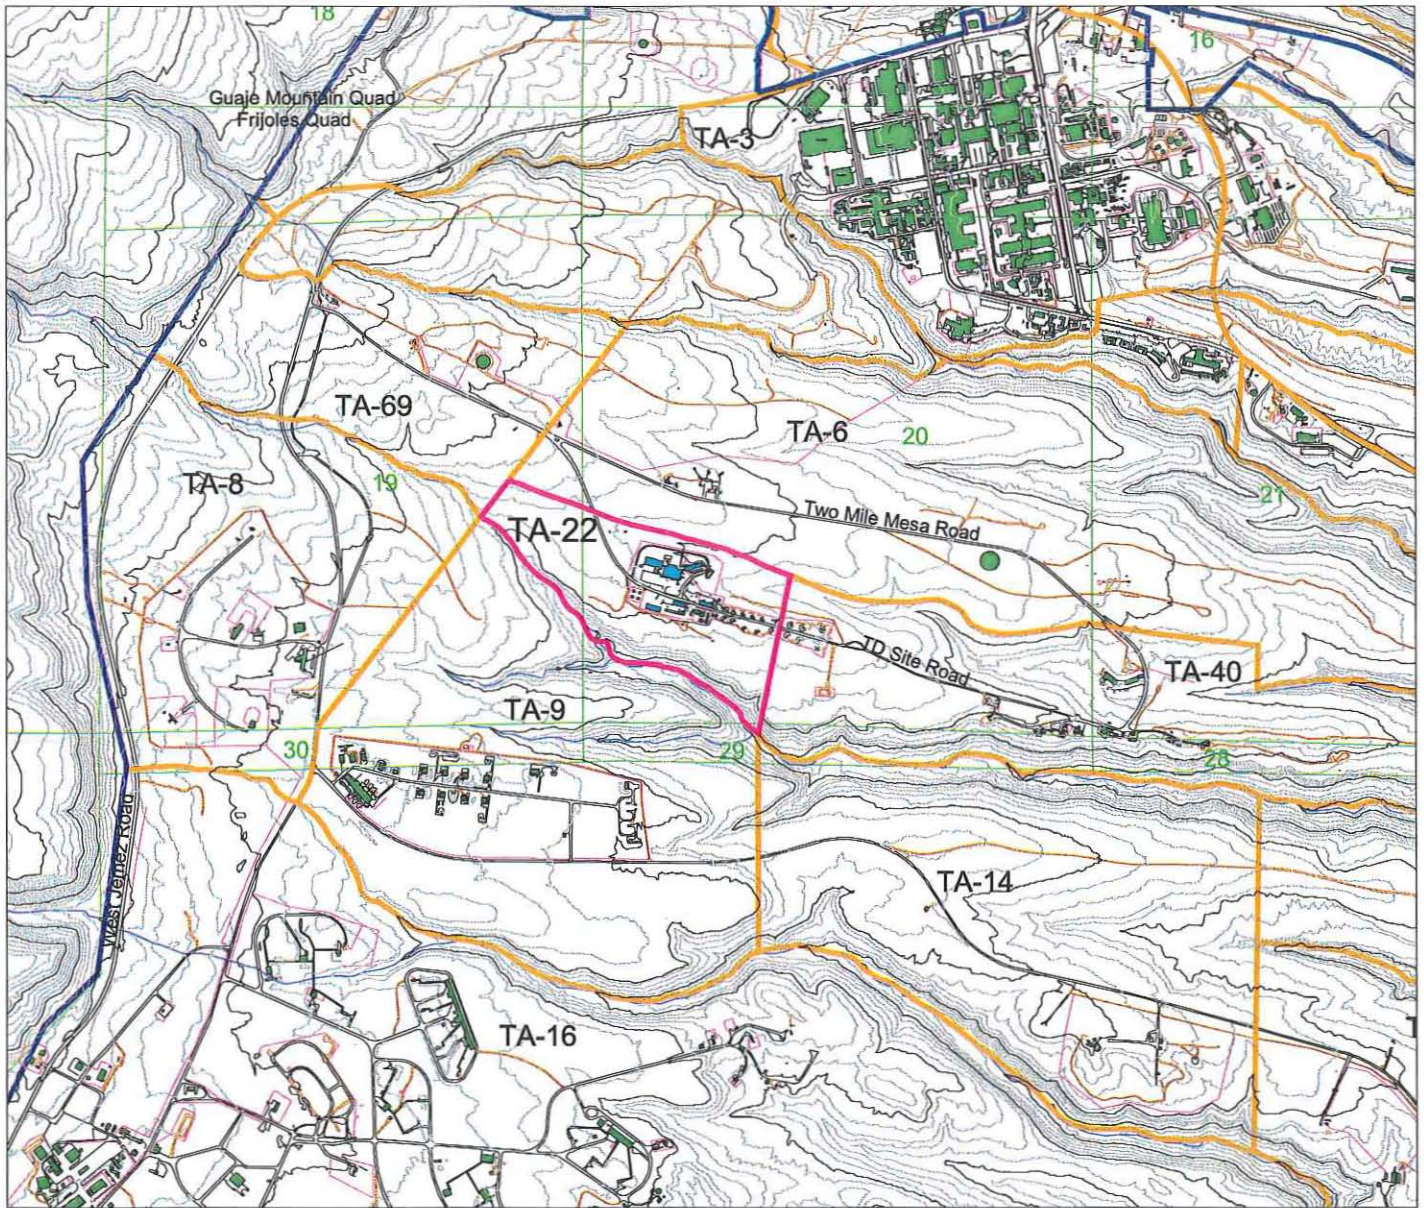 18
16
Guaje Mountain Quad
Frijoles Quad
TA-3
TA-69
TA-6
20
TA-8
19
21
TA-22
Two Mile Mesa Road
TD Site Road
TA-40
TA-9
30
29
28
West Jemez Road
TA-14
TA-16